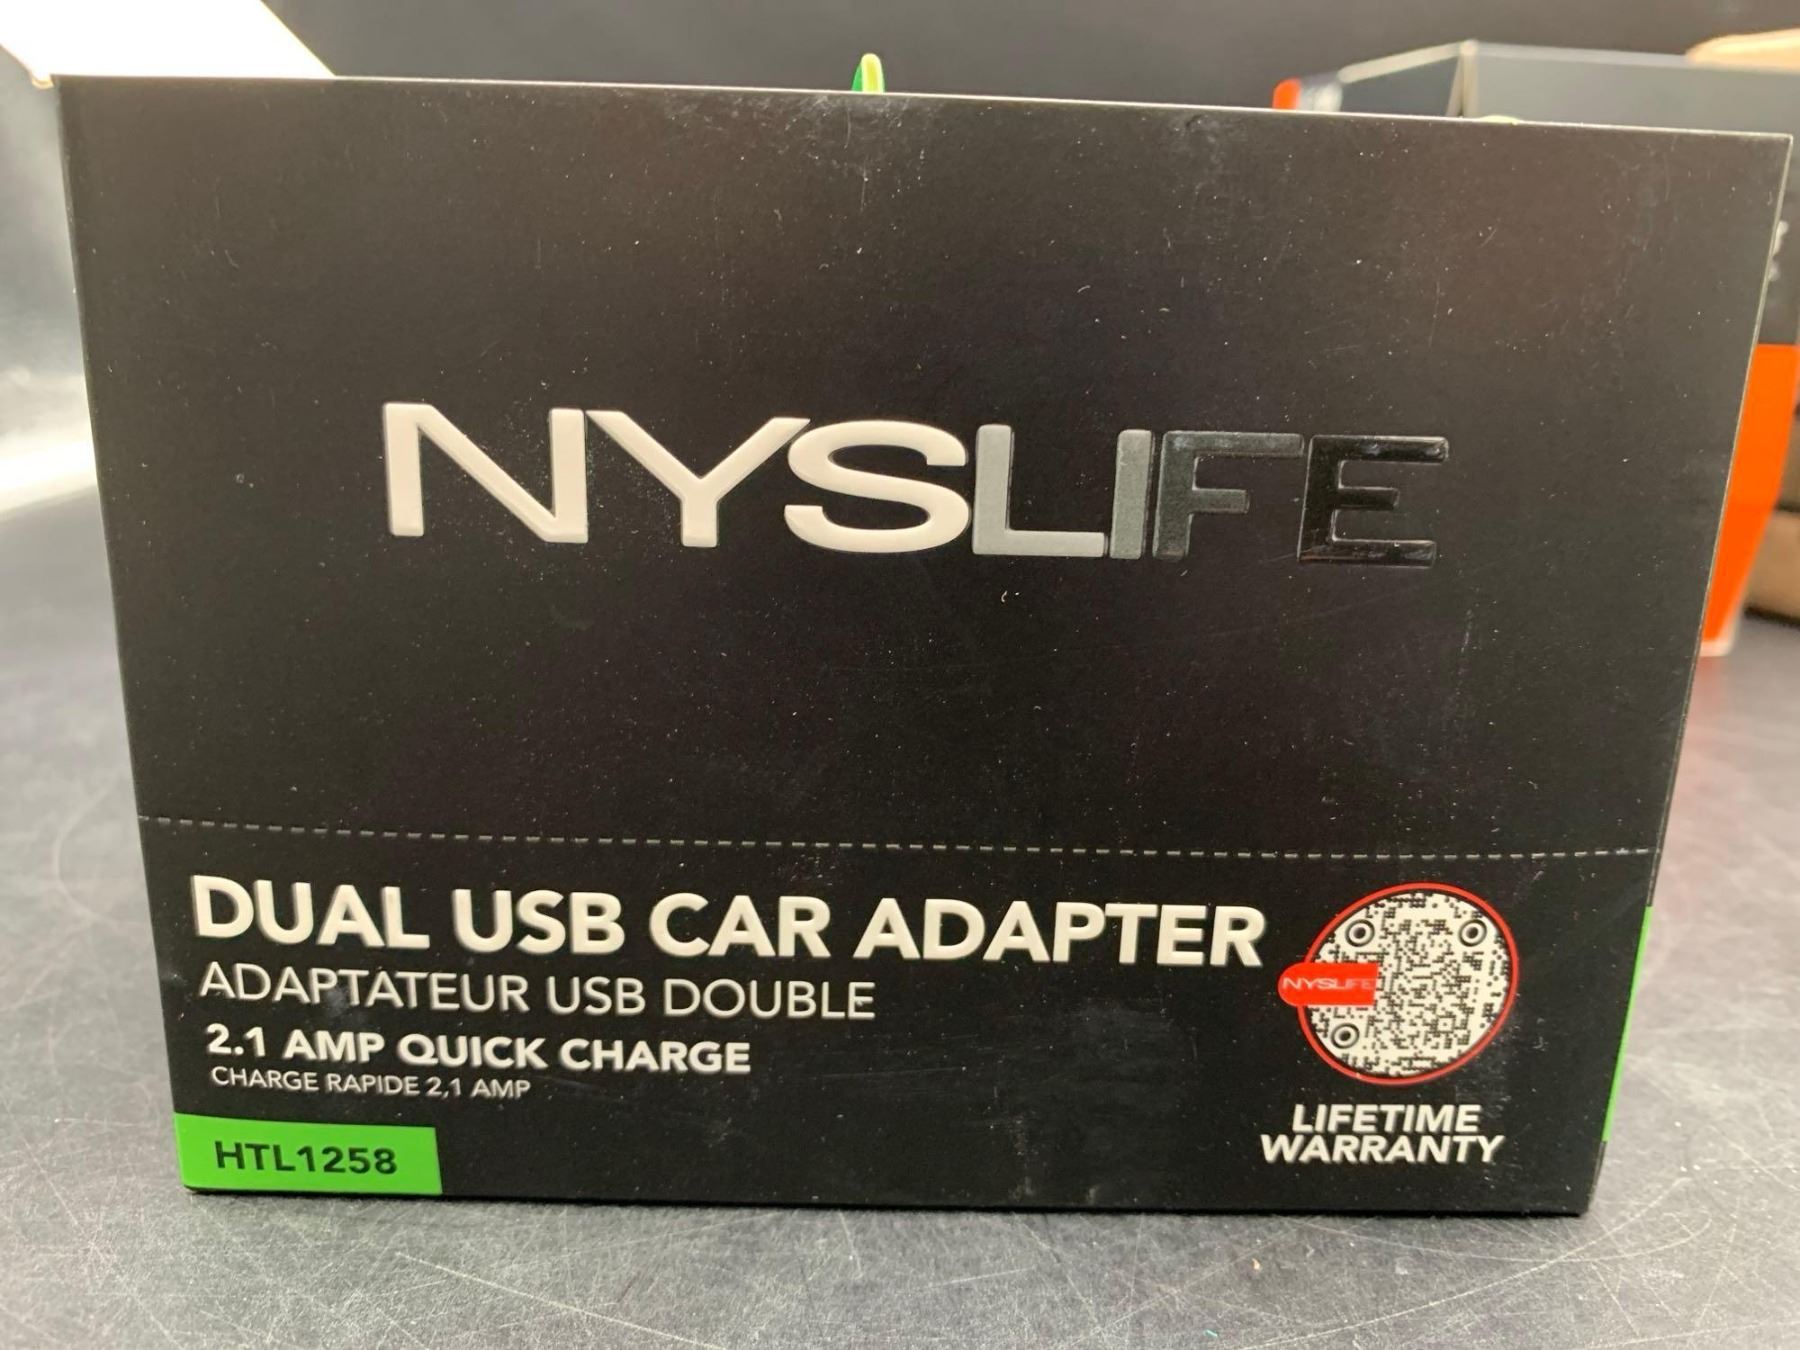 NYSLIFE
DUAL USB CAR ADAPTER
ADAPTATEUR USB DOUBLE
2.1 AMP QUICK CHARGE
CHARGE RAPIDE 2,1 AMP
HTL1258
NYSLIFE
LIFETIME
WARRANTY